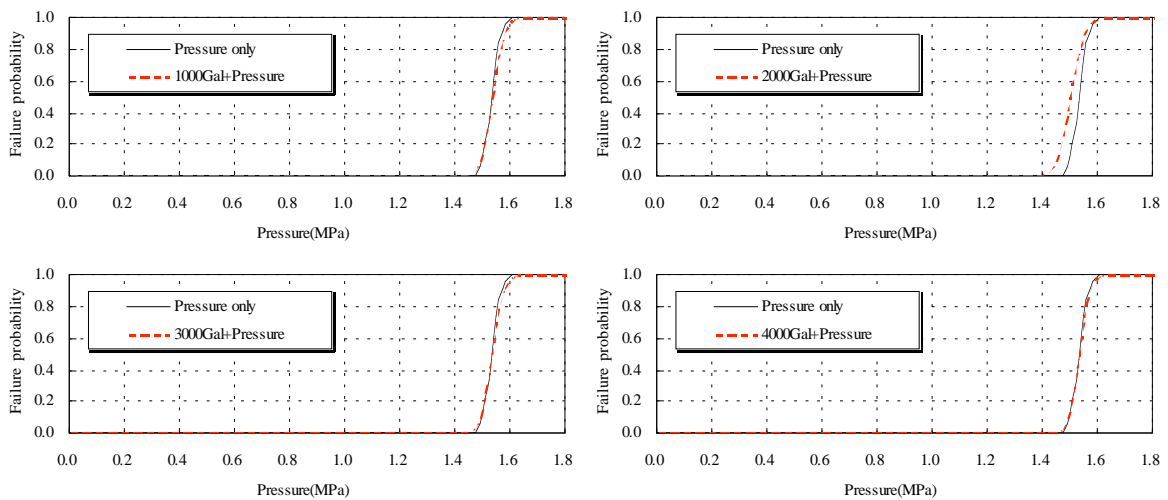 1.0
0.8
0.6
0.4
0.2
0.0
Failure probability
Pressure only
1000Gal+Pressure
0.0 0.2 0.4 0.6 0.8 1.0 1.2 1.4 1.6 1.8
Pressure(MPa)
1.0
0.8
0.6
0.4
0.2
0.0
Failure probability
Pressure only
2000Gal+Pressure
0.0 0.2 0.4 0.6 0.8 1.0 1.2 1.4 1.6 1.8
Pressure(MPa)
1.0
0.8
0.6
0.4
0.2
0.0
Failure probability
Pressure only
3000Gal+Pressure
0.0 0.2 0.4 0.6 0.8 1.0 1.2 1.4 1.6 1.8
Pressure(MPa)
1.0
0.8
0.6
0.4
0.2
0.0
Failure probability
Pressure only
4000Gal+Pressure
0.0 0.2 0.4 0.6 0.8 1.0 1.2 1.4 1.6 1.8
Pressure(MPa)